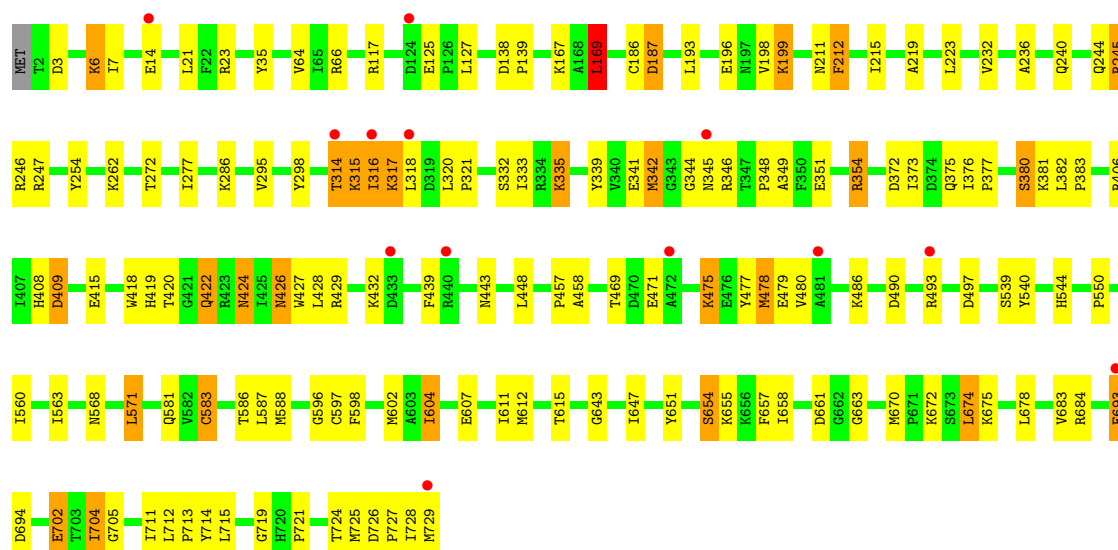 MET T2 D3 K6 I7 E14 L21 F22 R23 Y35 V64 I65 R66 R117 D124 E125 P126 L127 D138 P139 K167 A168 L169 C186 D187 L193 E196 N197 V198 K199 N211 F212 I215 A219 L223 V232 A236 Q240 Q244 R245
R246 R247 Y254 K262 T272 I277 K286 V295 Y298 T314 K315 I316 K317 L318 D319 L320 P321 S332 I333 R334 K335 Y339 V340 E341 M342 G343 G344 N345 R346 T347 P348 A349 F350 E351 R354 D372 I373 D374 Q375 I376 P377 S380 K381 L382 P383
I407 H408 D409 E415 W418 H419 T420 G421 Q422 R423 N424 I425 N426 W427 L428 R429 K432 D433 F439 R440 N443 L448 P457 A458 T469 D470 E471 A472 K475 E476 Y477 M478 E479 V480 A481 K486 D490 R493 D497 S539 Y540 H544 P550
I560 I563 N568 L571 Q581 V582 C583 T586 L587 M588 G596 C597 F598 M602 A603 I604 E607 I611 M612 T615 G643 I647 Y651 S654 K655 K656 F657 I658 D661 G662 G663 M670 P671 K672 S673 L674 K675 L678 V683 R684
D694 E702 T703 I704 G705 I711 L712 P713 Y714 L715 G719 H720 P721 T724 M725 D726 P727 I728 M729